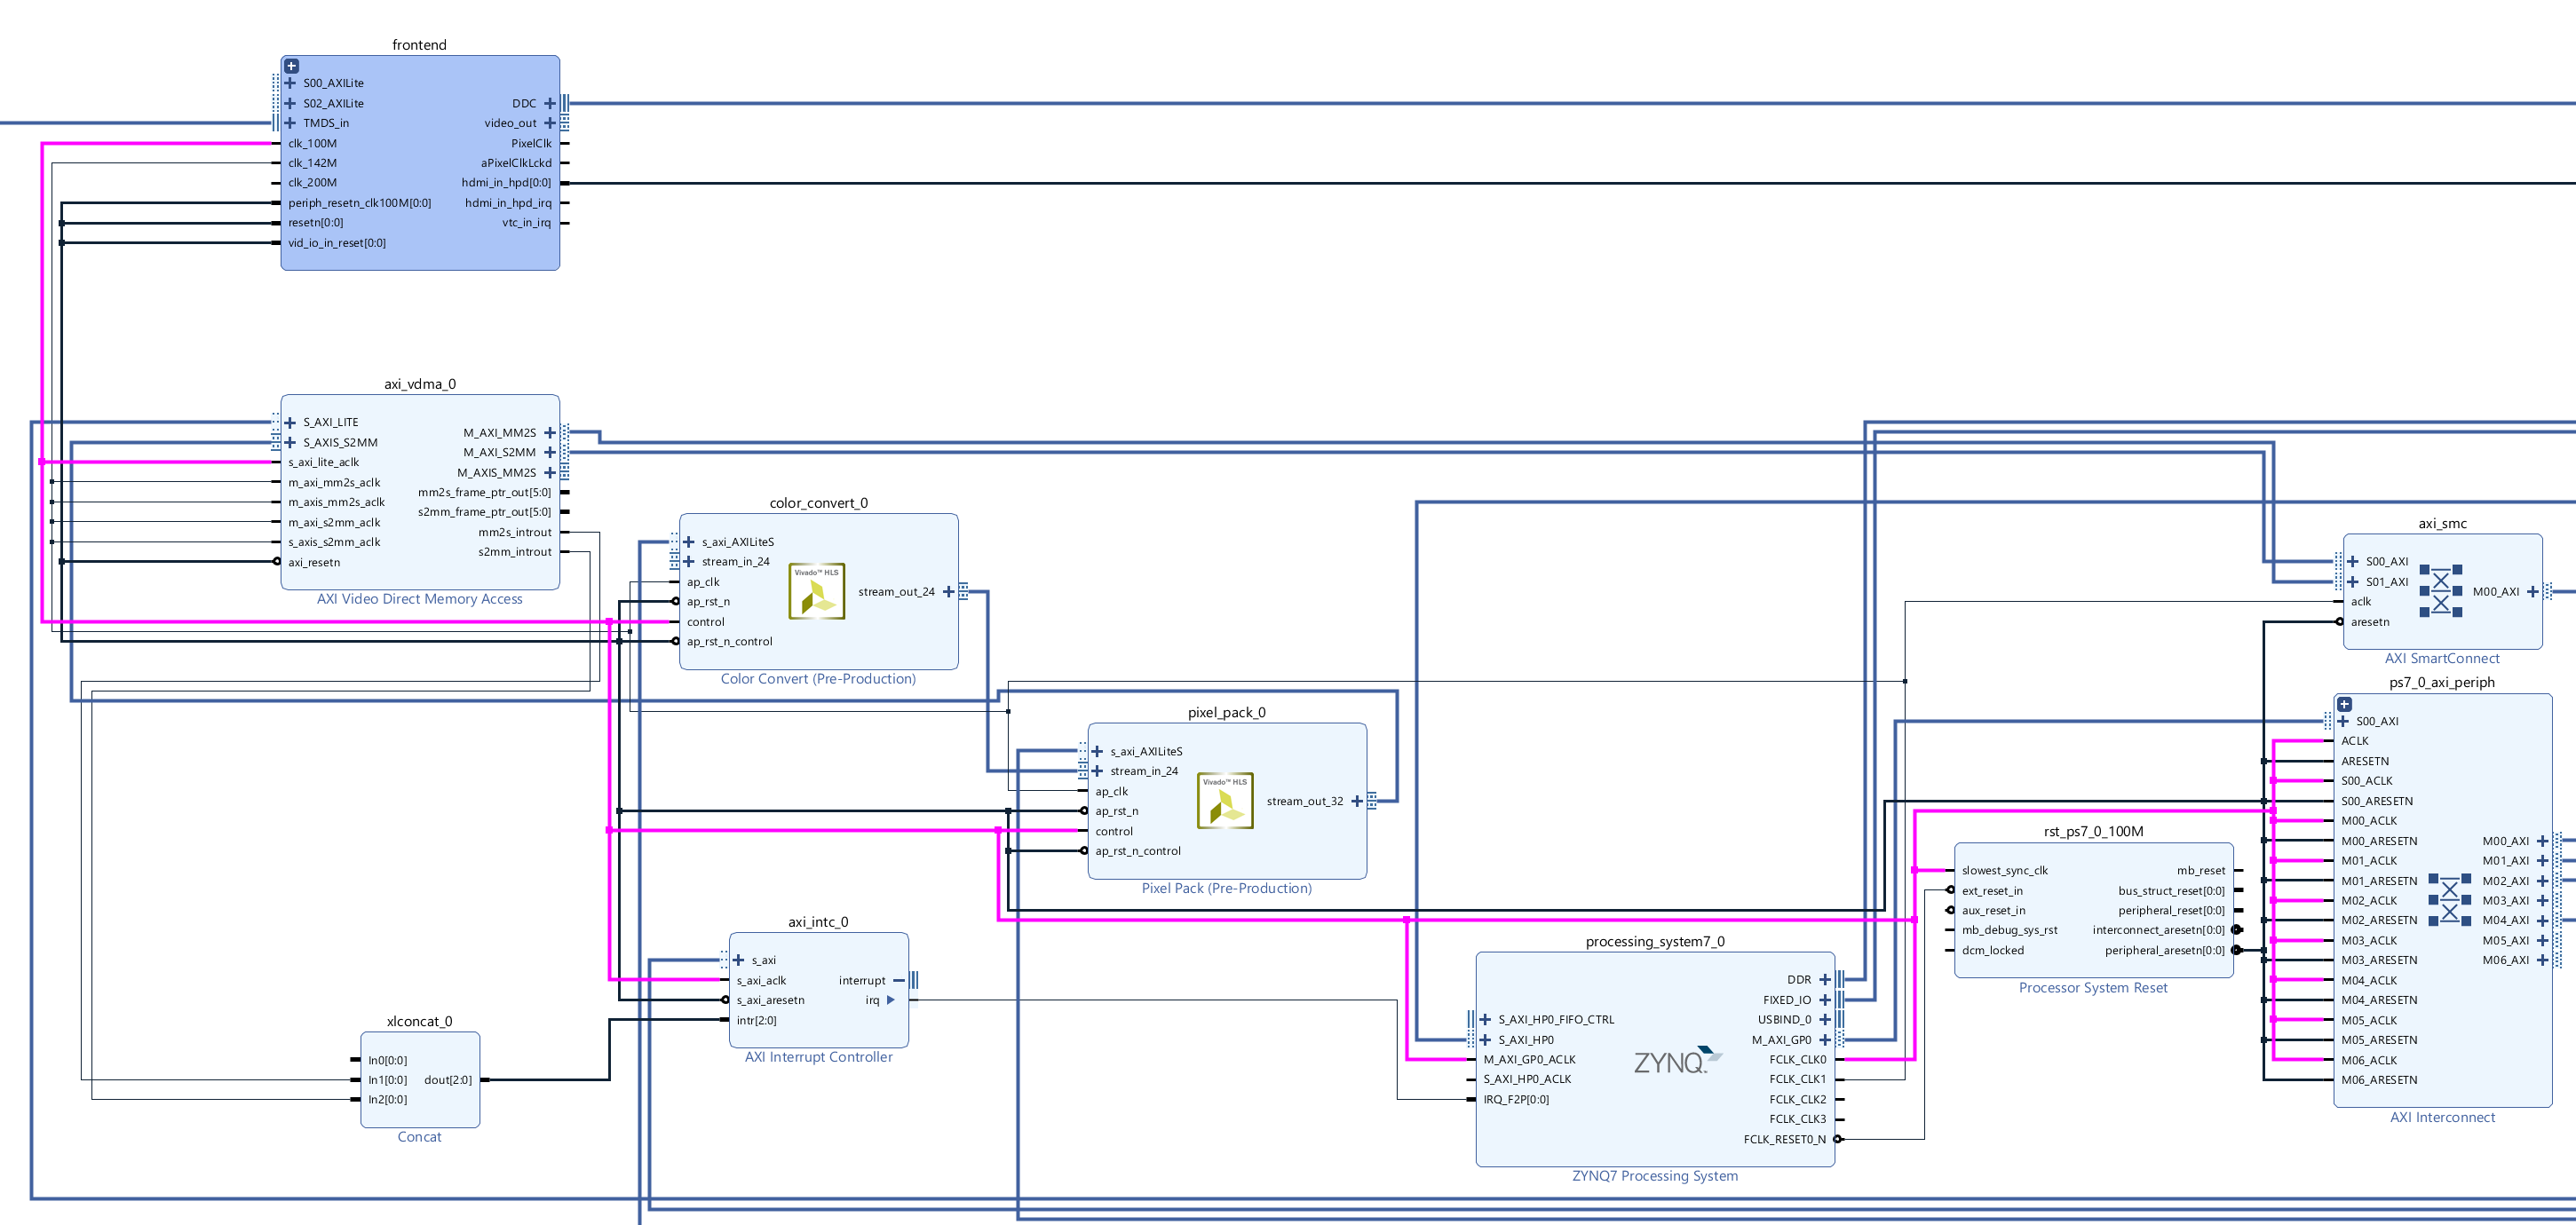 frontend
S00_AXILite
S02_AXILite
TMDS_in
clk_100M
clk_142M
clk_200M
periph_resetn_clk100M[0:0]
resetn[0:0]
vid_io_in_reset[0:0]
DDC
video_out
PixelClk
aPixelClkLckd
hdmi_in_hpd[0:0]
hdmi_in_hpd_irq
vtc_in_irq
axi_vdma_0
S_AXI_LITE
S_AXIS_S2MM
s_axi_lite_aclk
m_axi_mm2s_aclk
m_axis_mm2s_aclk
m_axi_s2mm_aclk
s_axis_s2mm_aclk
axi_resetn
M_AXI_MM2S
M_AXI_S2MM
M_AXIS_MM2S
mm2s_frame_ptr_out[5:0]
s2mm_frame_ptr_out[5:0]
mm2s_introut
s2mm_introut
AXI Video Direct Memory Access
color_convert_0
s_axi_AXILiteS
stream_in_24
ap_clk
ap_rst_n
control
ap_rst_n_control
Vivado™ HLS
stream_out_24
Color Convert (Pre-Production)
pixel_pack_0
s_axi_AXILiteS
stream_in_24
ap_clk
ap_rst_n
control
ap_rst_n_control
Vivado™ HLS
stream_out_32
Pixel Pack (Pre-Production)
axi_intc_0
s_axi
s_axi_aclk
s_axi_aresetn
intr[2:0]
interrupt
irq
AXI Interrupt Controller
xlconcat_0
In0[0:0]
In1[0:0]
In2[0:0]
dout[2:0]
Concat
processing_system7_0
S_AXI_HP0_FIFO_CTRL
S_AXI_HP0
M_AXI_GP0_ACLK
S_AXI_HP0_ACLK
IRQ_F2P[0:0]
ZYNQ
DDR
FIXED_IO
USBIND_0
M_AXI_GP0
FCLK_CLK0
FCLK_CLK1
FCLK_CLK2
FCLK_CLK3
FCLK_RESET0_N
ZYNQ7 Processing System
rst_ps7_0_100M
slowest_sync_clk
ext_reset_in
aux_reset_in
mb_debug_sys_rst
dcm_locked
mb_reset
bus_struct_reset[0:0]
peripheral_reset[0:0]
interconnect_aresetn[0:0]
peripheral_aresetn[0:0]
Processor System Reset
axi_smc
S00_AXI
S01_AXI
aclk
aresetn
M00_AXI
AXI SmartConnect
ps7_0_axi_periph
S00_AXI
ACLK
ARESETN
S00_ACLK
S00_ARESETN
M00_ACLK
M00_ARESETN
M01_ACLK
M01_ARESETN
M02_ACLK
M02_ARESETN
M03_ACLK
M03_ARESETN
M04_ACLK
M04_ARESETN
M05_ACLK
M05_ARESETN
M06_ACLK
M06_ARESETN
M00_AXI
M01_AXI
M02_AXI
M03_AXI
M04_AXI
M05_AXI
M06_AXI
AXI Interconnect